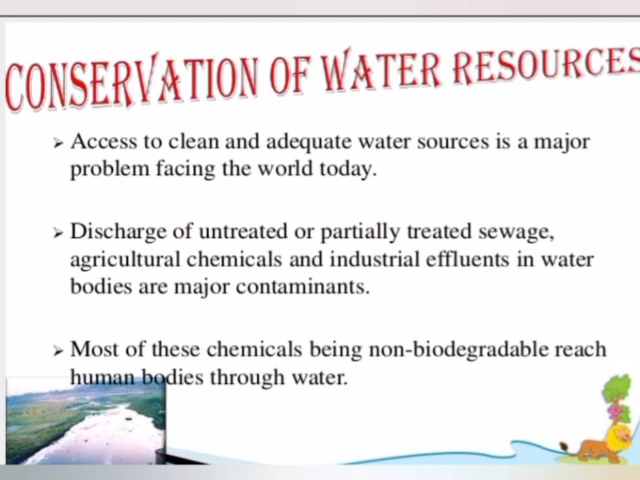 CONSERVATION OF WATER RESOURCES
➢ Access to clean and adequate water sources is a major
problem facing the world today.
➢ Discharge of untreated or partially treated sewage,
agricultural chemicals and industrial effluents in water
bodies are major contaminants.
➢ Most of these chemicals being non-biodegradable reach
human bodies through water.